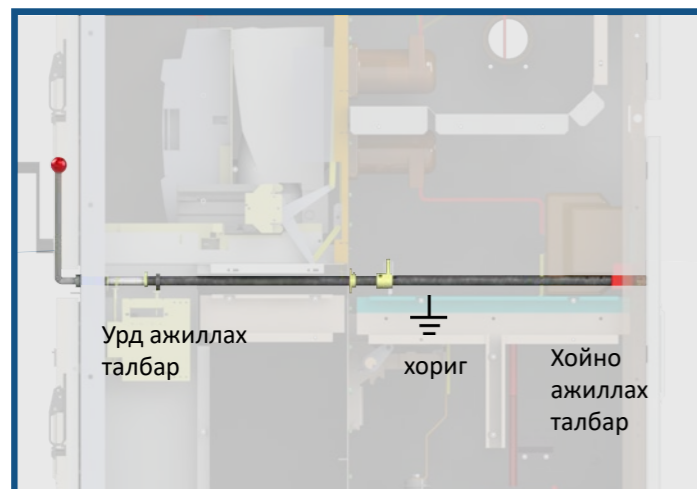 Урд ажиллах
талбар
хориг
Хойно
ажиллах
талбар